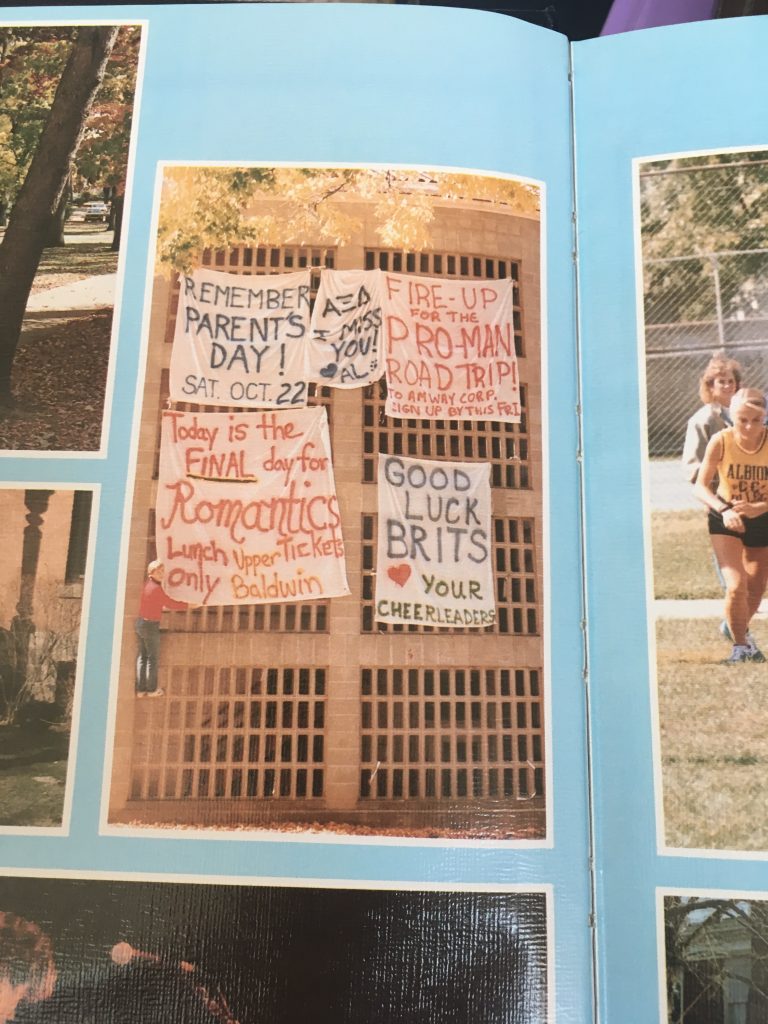 REMEMBER
PARENT'S
DAY!
SAT. OCT. 22
ΑΞΔ
I MISS
YOU!
♥ AL
FIRE-UP
FOR THE
PRO-MAN
ROAD TRIP!
TO AMWAY CORP.
SIGN UP BY THIS FRI.
Today is the
FINAL day for
Romantics
Lunch Upper Tickets
only Baldwin
GOOD
LUCK
BRITS
♥ YOUR
CHEERLEADERS
ALBION